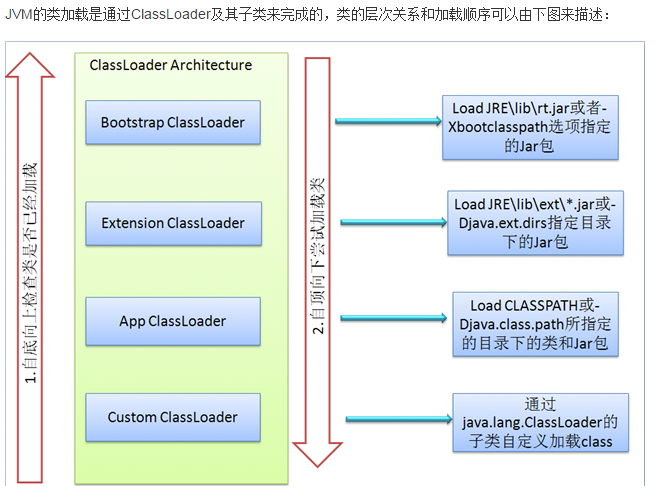 JVM的类加载是通过ClassLoader及其子类来完成的，类的层次关系和加载顺序可以由下图来描述：
ClassLoader Architecture
Bootstrap ClassLoader
Extension ClassLoader
App ClassLoader
Custom ClassLoader
1.自底向上检查类是否已经加载
2.自顶向下尝试加载类
Load JRE\lib\rt.jar或者-
Xbootclasspath选项指定
的Jar包
Load JRE\lib\ext\*.jar或-
Djava.ext.dirs指定目录
下的Jar包
Load CLASSPATH或-
Djava.class.path所指定
的目录下的类和Jar包
通过
java.lang.ClassLoader的
子类自定义加载class